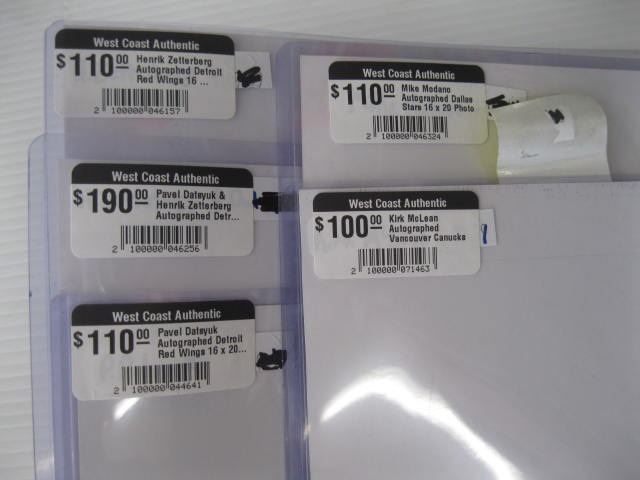 West Coast Authentic
$110.00
Henrik Zetterberg
Autographed Detroit
Red Wings 16 ...
2 100000 046157
West Coast Authentic
$190.00
Pavel Datsyuk &
Henrik Zetterberg
Autographed Detr...
2 100000 046256
West Coast Authentic
$110.00
Pavel Datsyuk
Autographed Detroit
Red Wings 16 x 20...
2 100000 044641
West Coast Authentic
$110.00
Mike Modano
Autographed Dallas
Stars 16 x 20 Photo
2 100000 046324
West Coast Authentic
$100.00
Kirk McLean
Autographed
Vancouver Canucks
2 100000 071463